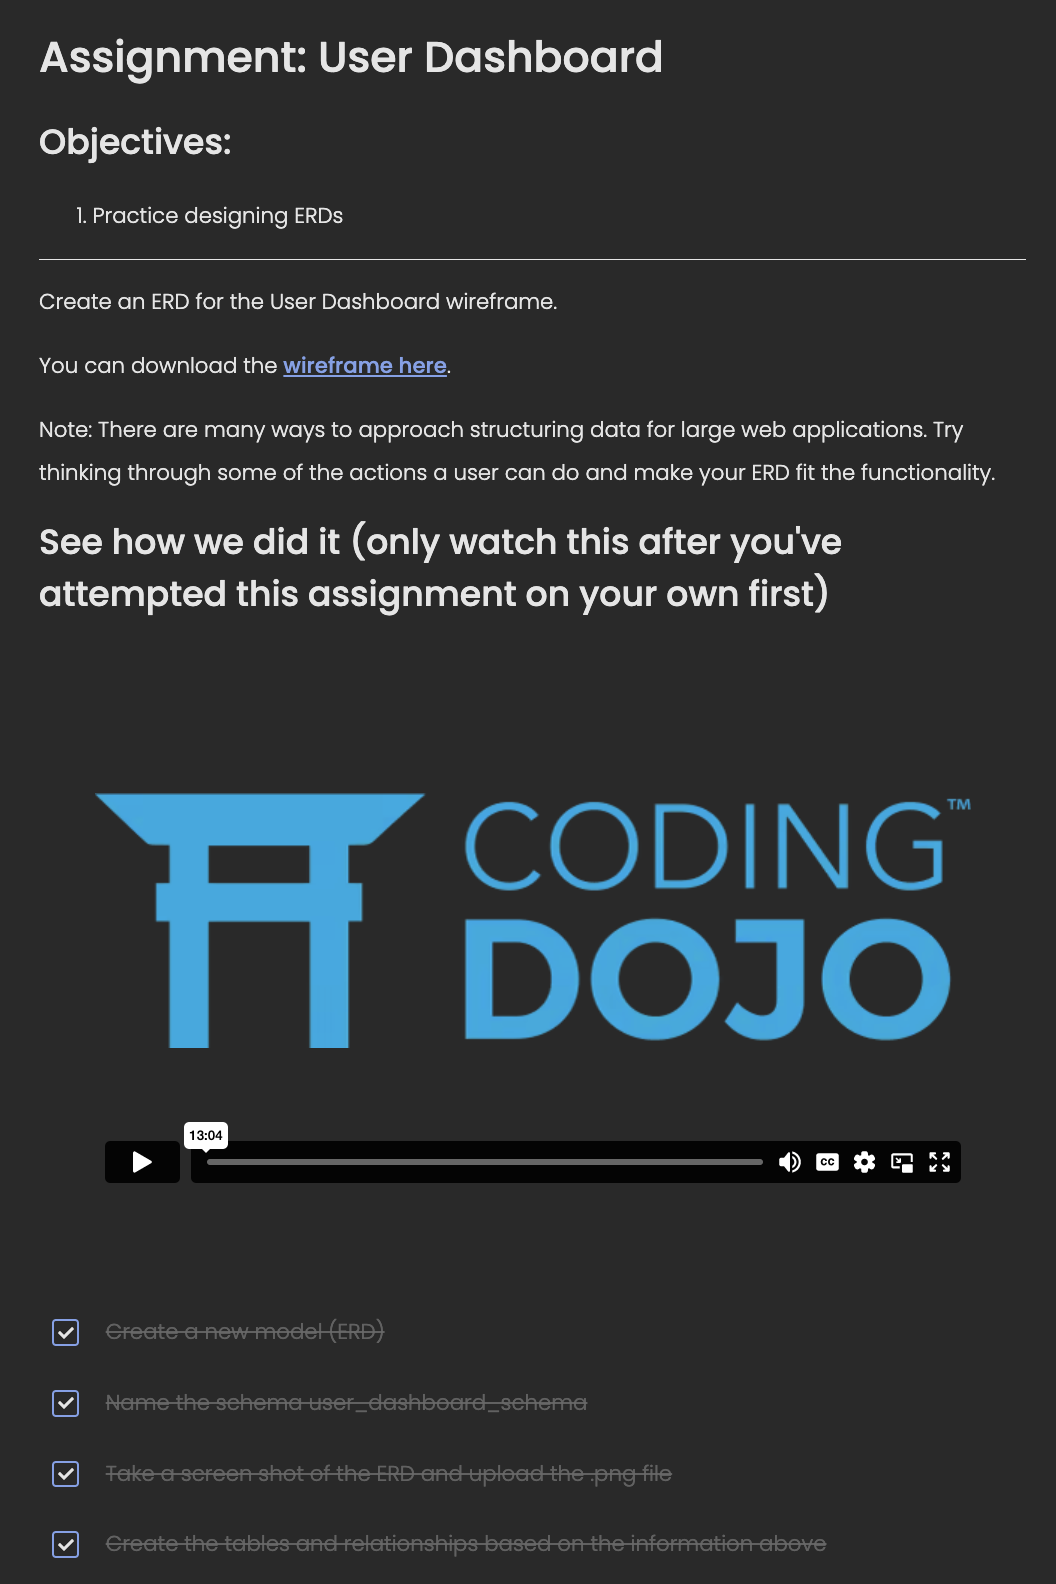 Assignment: User Dashboard
Objectives:
1. Practice designing ERDs
Create an ERD for the User Dashboard wireframe.
You can download the wireframe here.
Note: There are many ways to approach structuring data for large web applications. Try
thinking through some of the actions a user can do and make your ERD fit the functionality.
See how we did it (only watch this after you've
attempted this assignment on your own first)
CODING™
DOJO
13:04
CC
Create a new model (ERD)
Name the schema user_dashboard_schema
Take a screen shot of the ERD and upload the .png file
Create the tables and relationships based on the information above